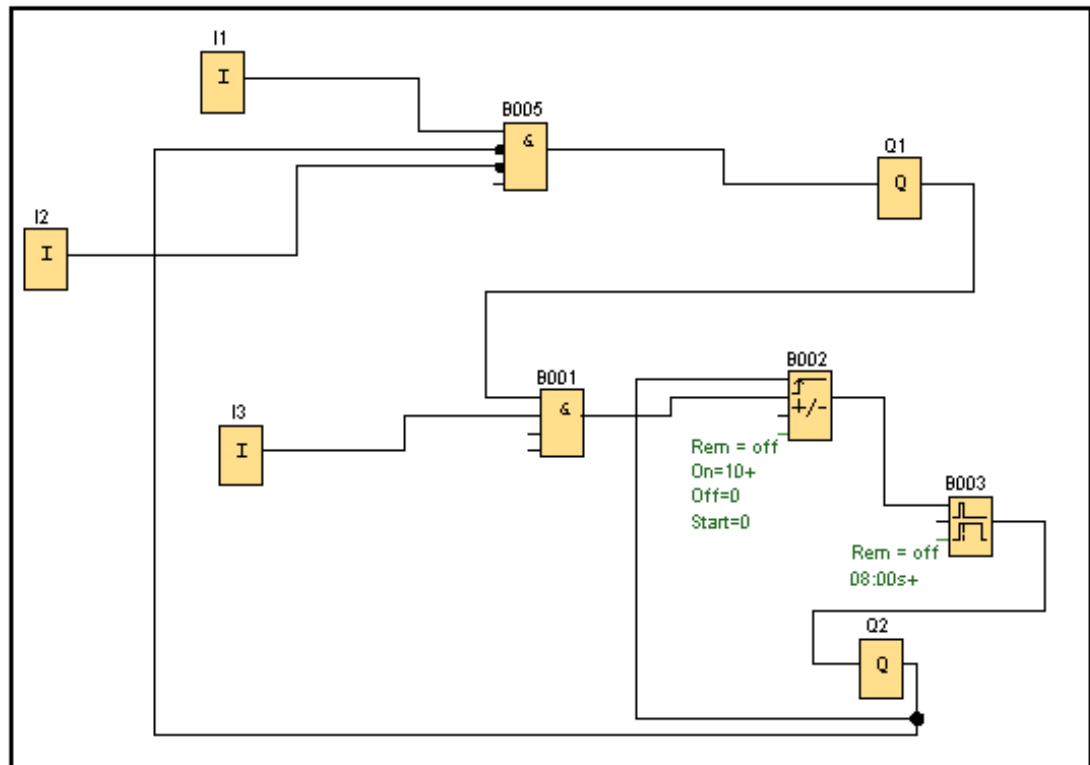 I1
I
B005
&
Q1
Q
I2
I
B001
&
B002
+/-
I3
I
Rem = off
On=10+
Off=0
Start=0
B003
Rem = off
08:00s+
Q2
Q